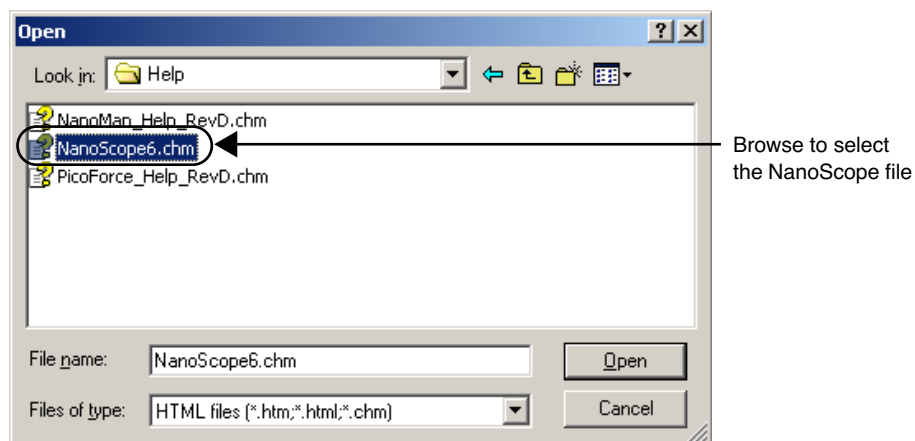 Open
Look in: Help
NanoMan_Help_RevD.chm
NanoScope6.chm
PicoForce_Help_RevD.chm
Browse to select
the NanoScope file
File name: NanoScope6.chm Open
Files of type: HTML files (*.htm;*.html;*.chm) Cancel